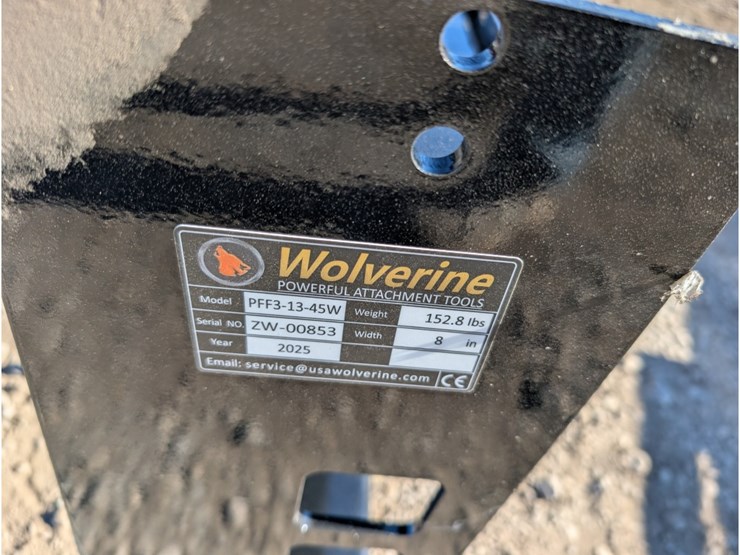 Wolverine
POWERFUL ATTACHMENT TOOLS
Model : PFF3-13-45W Weight 152.8 lbs
Serial NO. ZW-00853 Width 8 in
Year 2025
Email: service@usawolverine.com CE